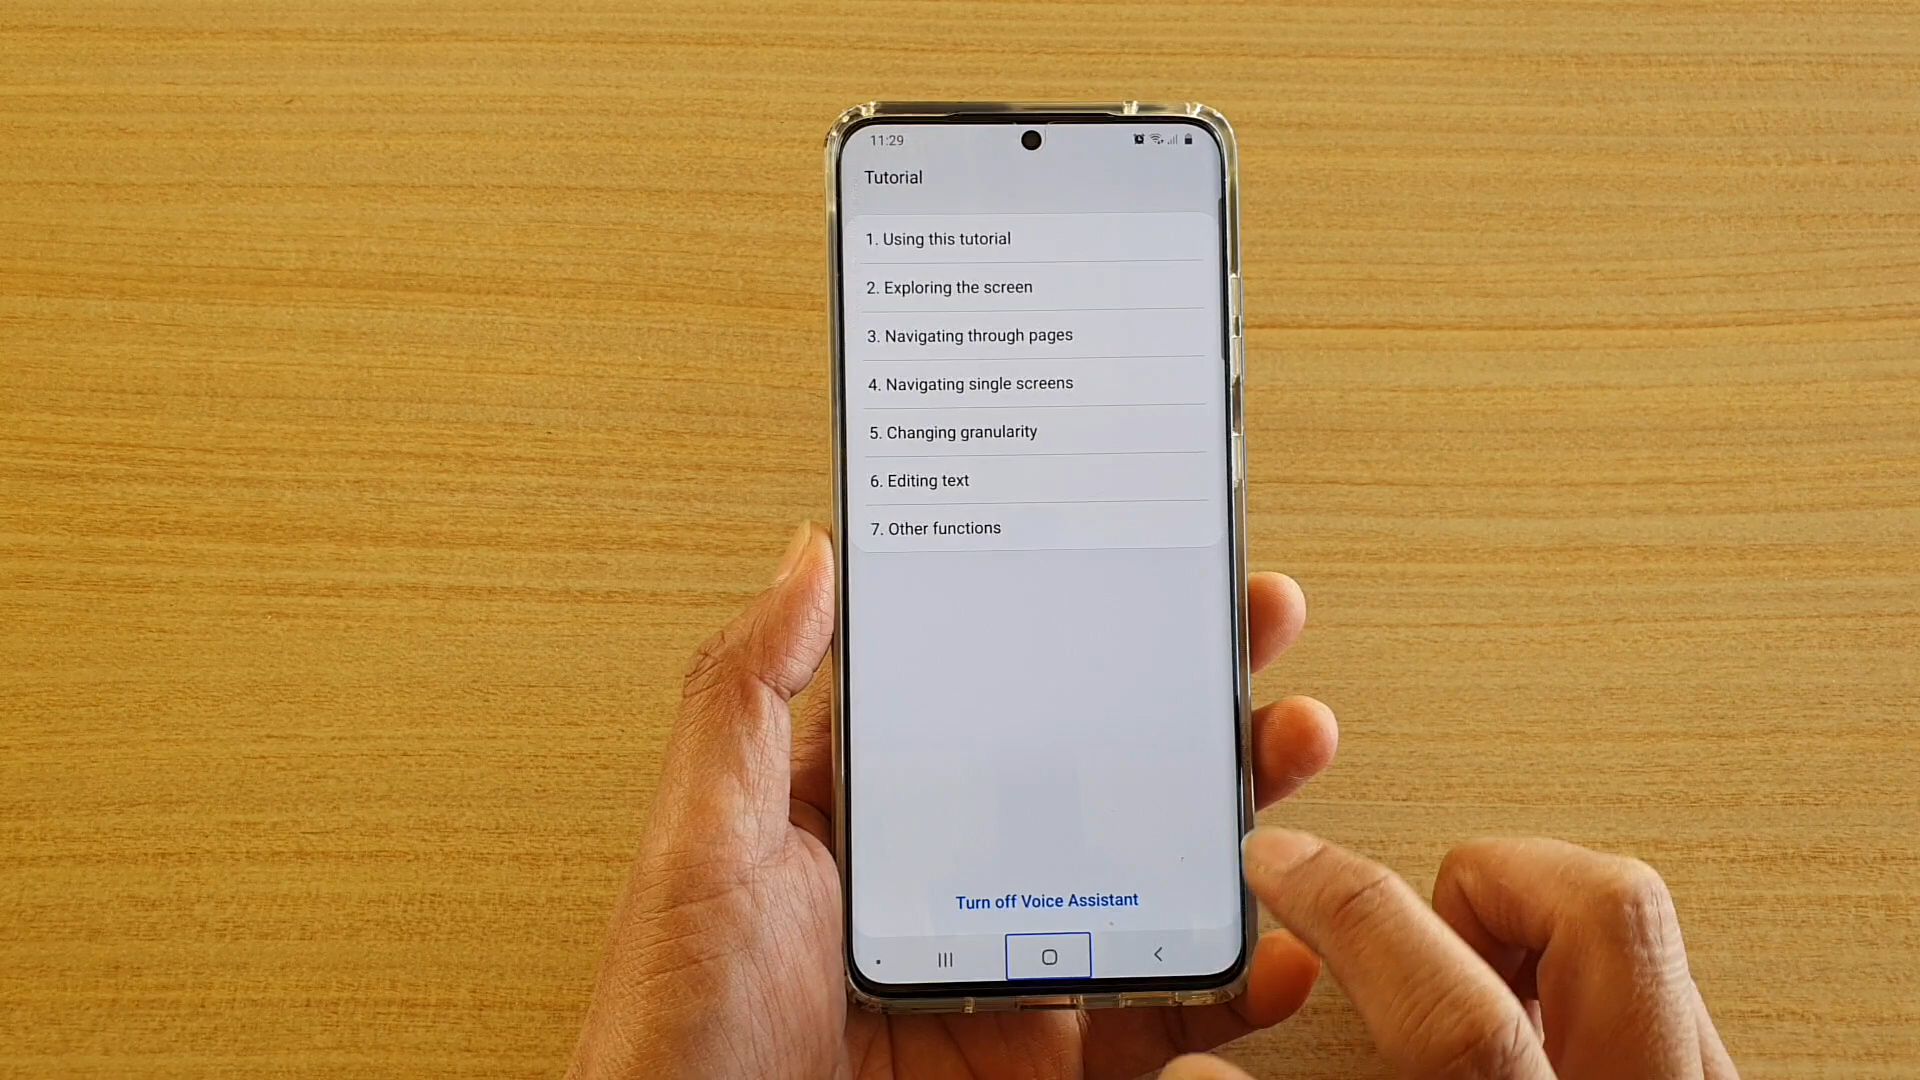 11:29
Tutorial
1. Using this tutorial
2. Exploring the screen
3. Navigating through pages
4. Navigating single screens
5. Changing granularity
6. Editing text
7. Other functions
Turn off Voice Assistant